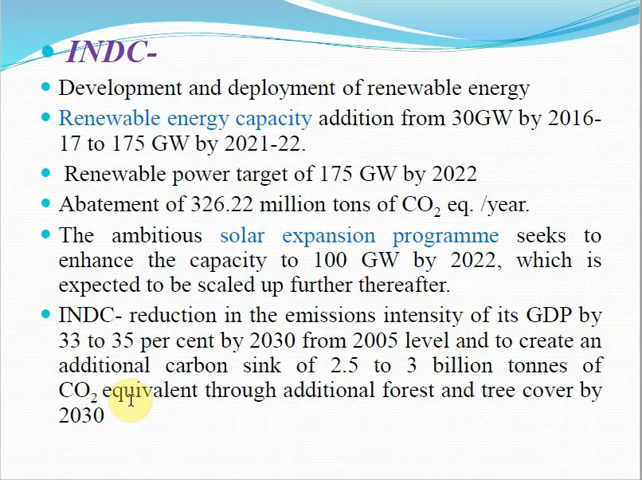 INDC-
Development and deployment of renewable energy
Renewable energy capacity addition from 30GW by 2016-
17 to 175 GW by 2021-22.
Renewable power target of 175 GW by 2022
Abatement of 326.22 million tons of CO₂ eq. /year.
The ambitious solar expansion programme seeks to
enhance the capacity to 100 GW by 2022, which is
expected to be scaled up further thereafter.
INDC- reduction in the emissions intensity of its GDP by
33 to 35 per cent by 2030 from 2005 level and to create an
additional carbon sink of 2.5 to 3 billion tonnes of
CO₂ equivalent through additional forest and tree cover by
2030